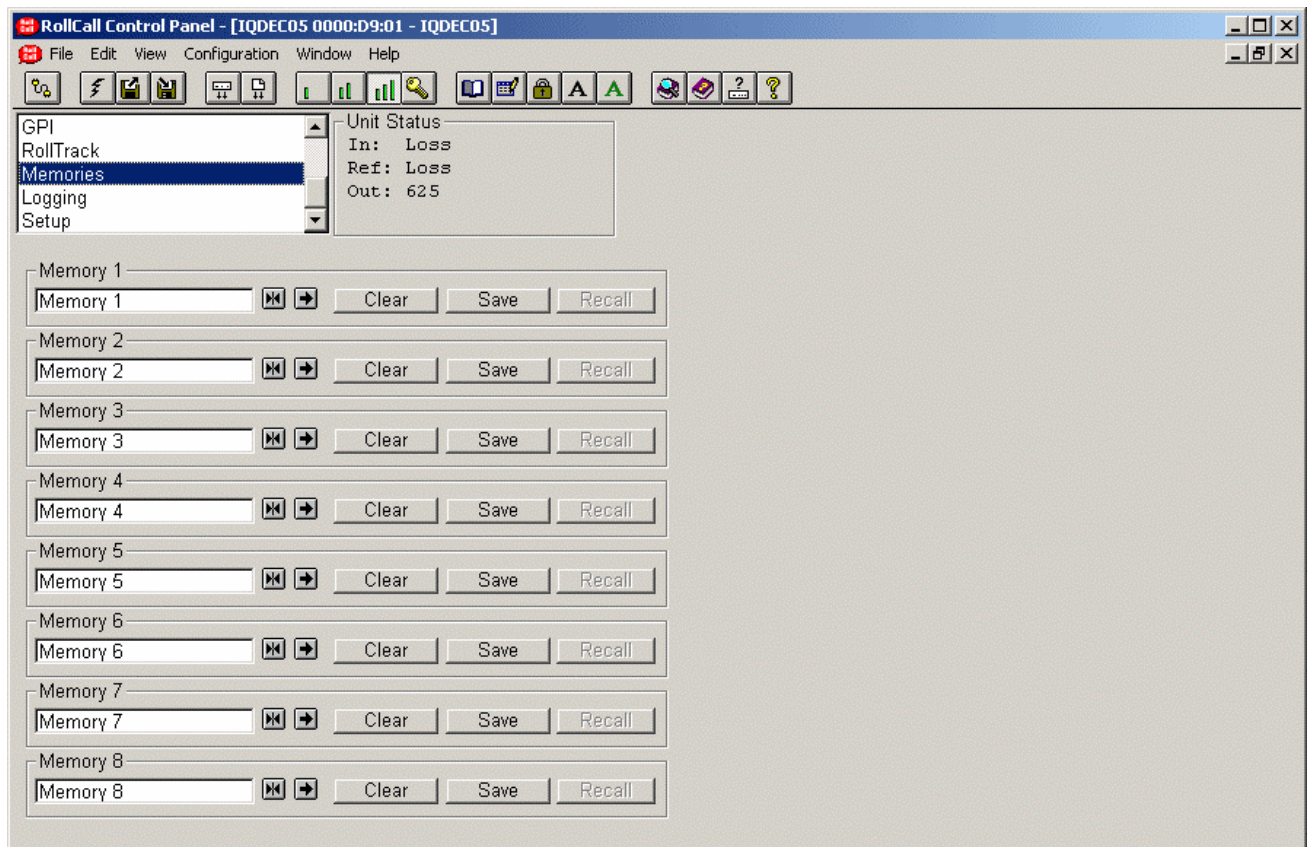 RollCall Control Panel - [IQDEC05 0000:D9:01 - IQDEC05]
File Edit View Configuration Window Help
A A ? ?
GPI
RollTrack
Memories
Logging
Setup
Unit Status
In: Loss
Ref: Loss
Out: 625
Memory 1
Memory 1 Clear Save Recall
Memory 2
Memory 2 Clear Save Recall
Memory 3
Memory 3 Clear Save Recall
Memory 4
Memory 4 Clear Save Recall
Memory 5
Memory 5 Clear Save Recall
Memory 6
Memory 6 Clear Save Recall
Memory 7
Memory 7 Clear Save Recall
Memory 8
Memory 8 Clear Save Recall